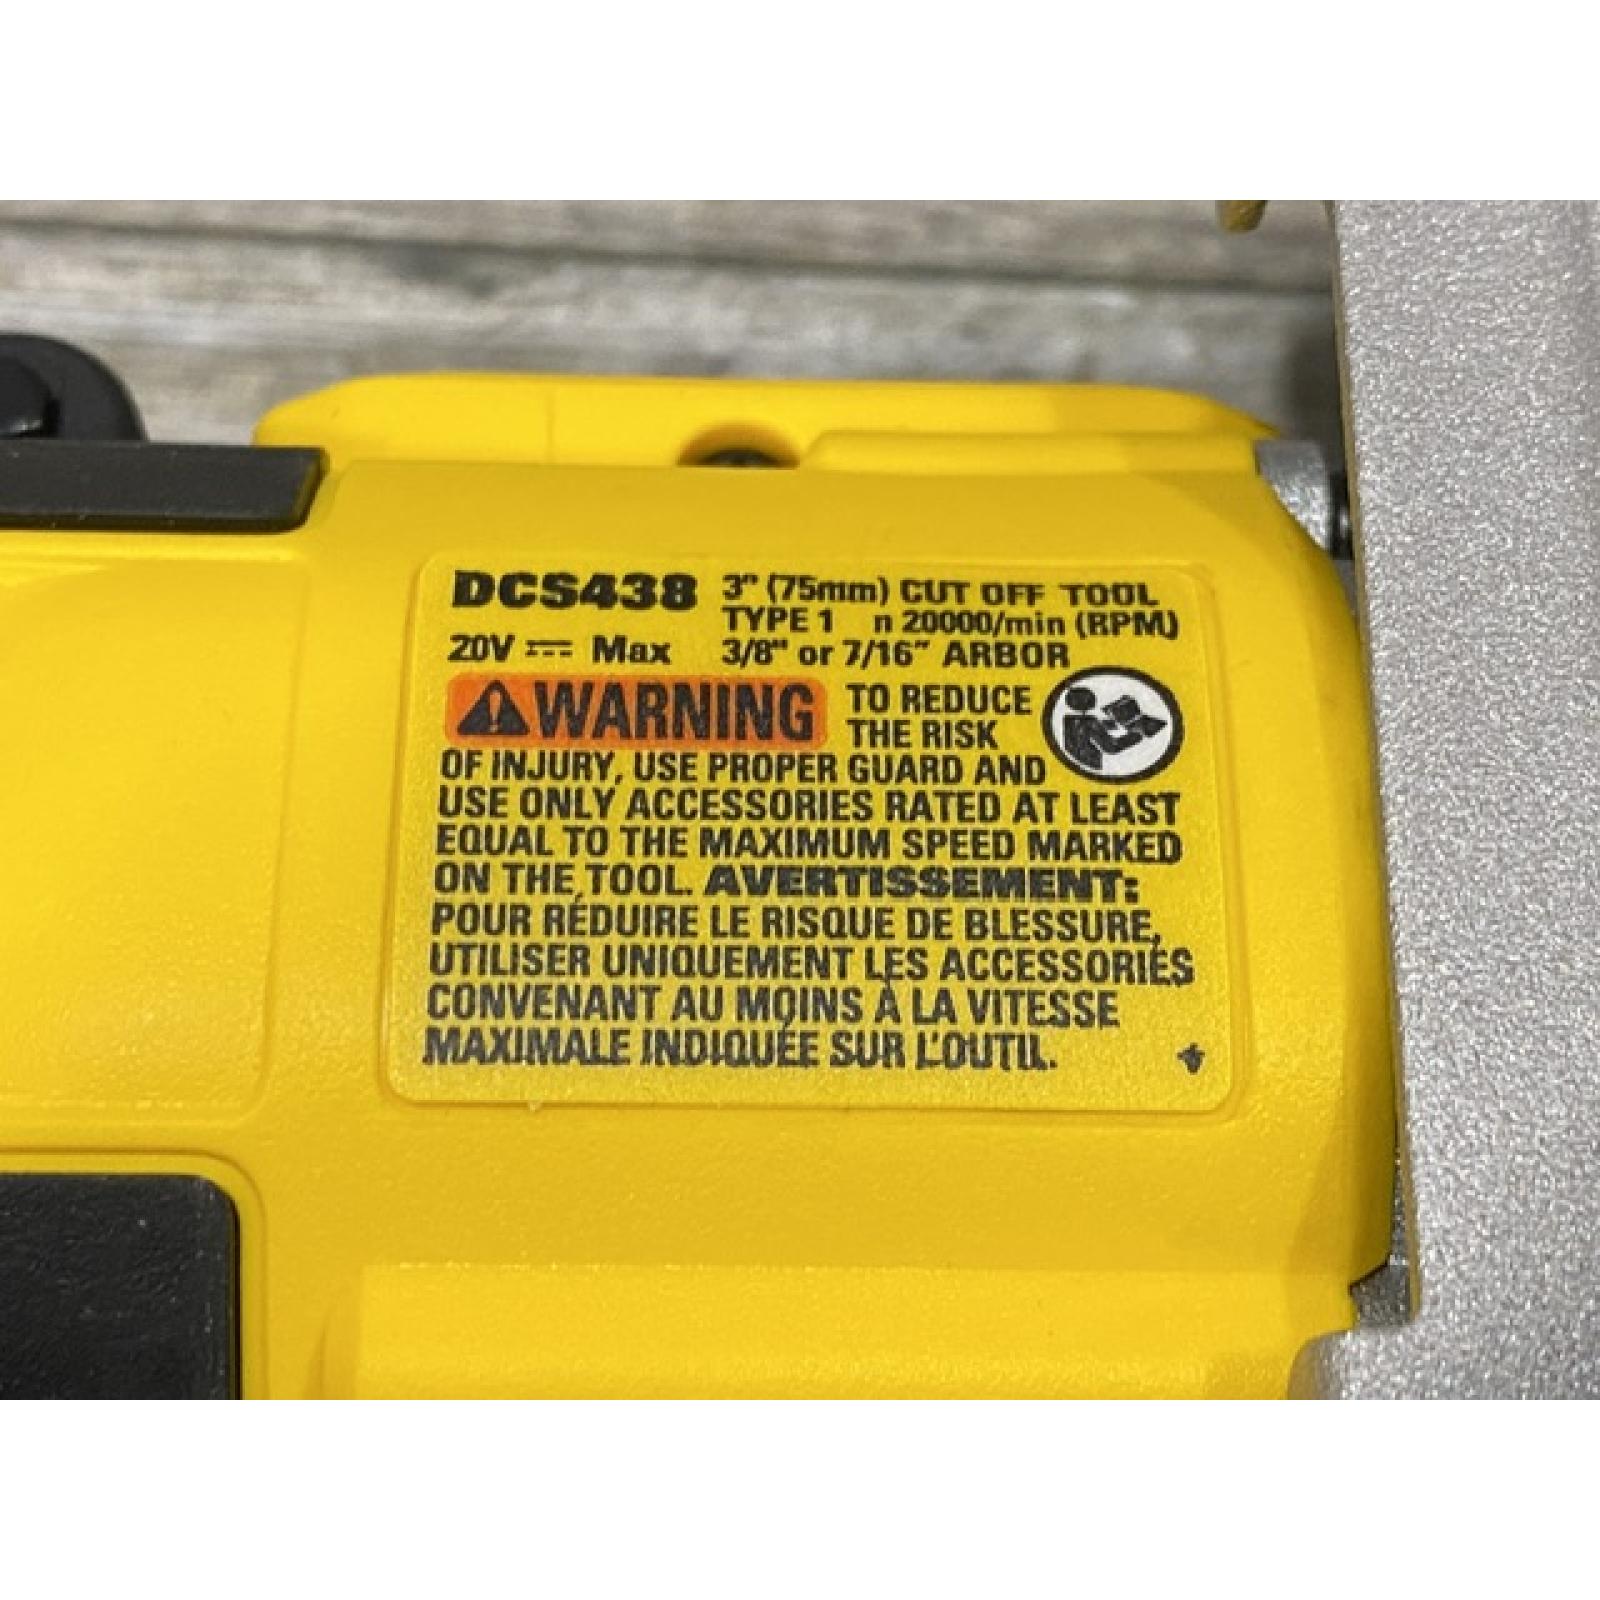 DCS438 3" (75mm) CUT OFF TOOL
TYPE 1 n 20000/min (RPM)
20V ⎓ Max 3/8" or 7/16" ARBOR
WARNING TO REDUCE
THE RISK
OF INJURY, USE PROPER GUARD AND
USE ONLY ACCESSORIES RATED AT LEAST
EQUAL TO THE MAXIMUM SPEED MARKED
ON THE TOOL. AVERTISSEMENT:
POUR RÉDUIRE LE RISQUE DE BLESSURE,
UTILISER UNIQUEMENT LES ACCESSORIES
CONVENANT AU MOINS À LA VITESSE
MAXIMALE INDIQUÉE SUR L'OUTIL.